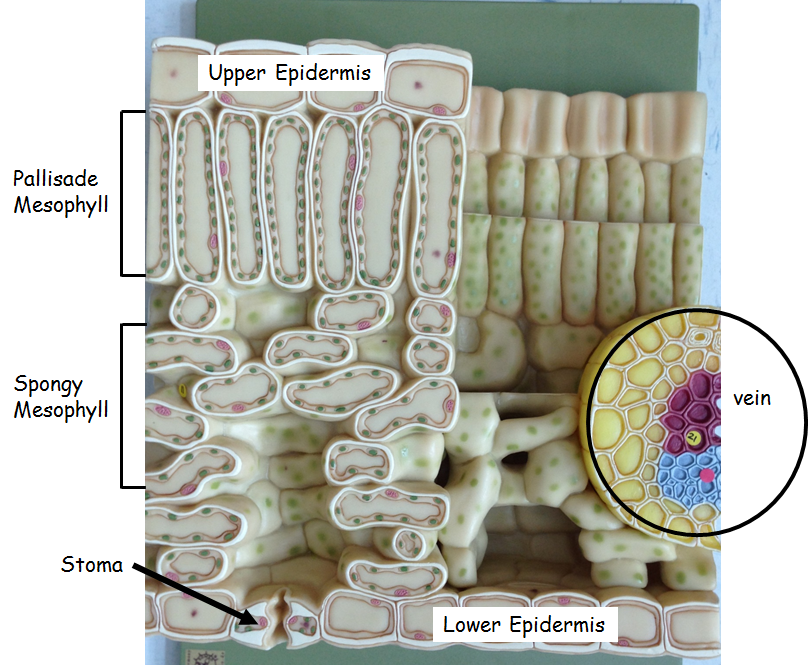 Upper Epidermis
Pallisade
Mesophyll
Spongy
Mesophyll
vein
Stoma
Lower Epidermis